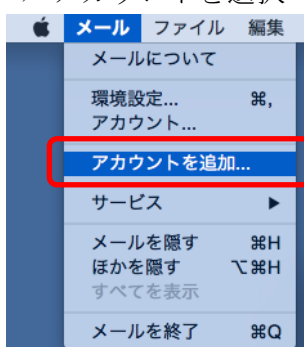 メール ファイル 編集
メールについて
環境設定... ⌘,
アカウント...
アカウントを追加...
サービス ▶
メールを隠す ⌘H
ほかを隠す ⌥⌘H
すべてを表示
メールを終了 ⌘Q